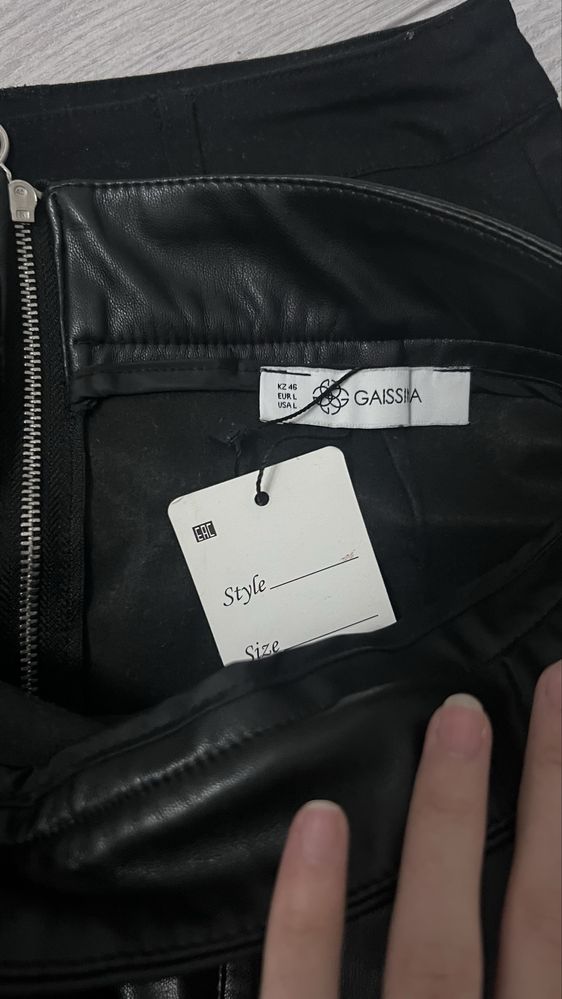 KZ 46
EUR L
USA L
GAISSINA
EAC
Style
Size